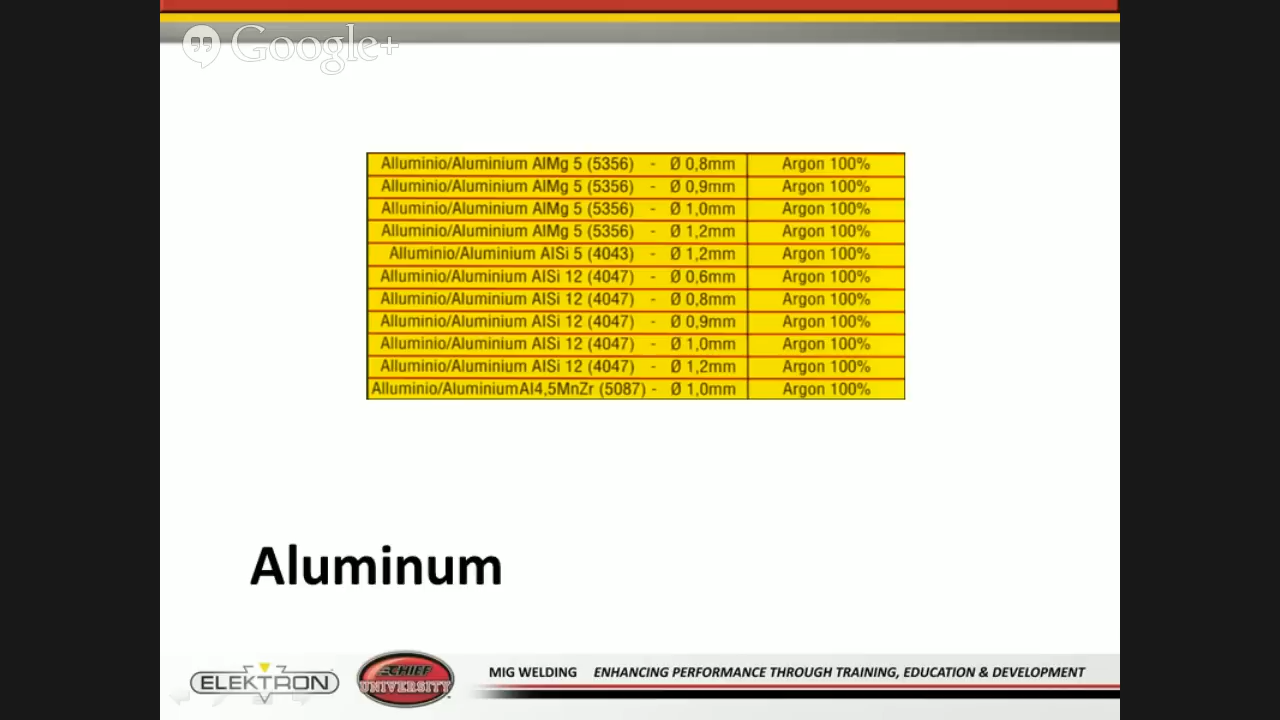 Google+
Alluminio/Aluminium AlMg 5 (5356) - Ø 0,8mm Argon 100%
Alluminio/Aluminium AlMg 5 (5356) - Ø 0,9mm Argon 100%
Alluminio/Aluminium AlMg 5 (5356) - Ø 1,0mm Argon 100%
Alluminio/Aluminium AlMg 5 (5356) - Ø 1,2mm Argon 100%
Alluminio/Aluminium AlSi 5 (4043) - Ø 1,2mm Argon 100%
Alluminio/Aluminium AlSi 12 (4047) - Ø 0,6mm Argon 100%
Alluminio/Aluminium AlSi 12 (4047) - Ø 0,8mm Argon 100%
Alluminio/Aluminium AlSi 12 (4047) - Ø 0,9mm Argon 100%
Alluminio/Aluminium AlSi 12 (4047) - Ø 1,0mm Argon 100%
Alluminio/Aluminium AlSi 12 (4047) - Ø 1,2mm Argon 100%
Alluminio/AluminiumAl4,5MnZr (5087) - Ø 1,0mm Argon 100%
Aluminum
ELEKTRON
CHIEF
UNIVERSITY
MIG WELDING ENHANCING PERFORMANCE THROUGH TRAINING, EDUCATION & DEVELOPMENT